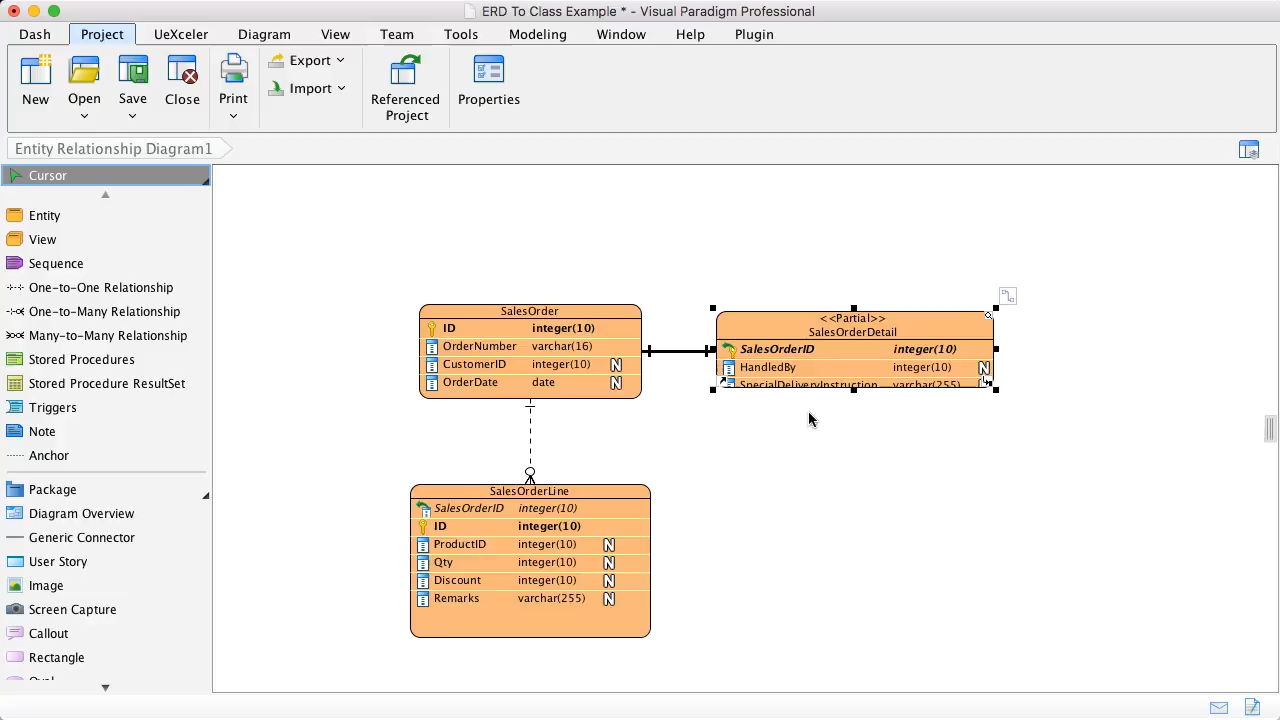 ERD To Class Example * - Visual Paradigm Professional
Dash Project UeXceler Diagram View Team Tools Modeling Window Help Plugin
New Open Save Close Print Export Import Referenced Project Properties
Entity Relationship Diagram1
Cursor
Entity
View
Sequence
One-to-One Relationship
One-to-Many Relationship
Many-to-Many Relationship
Stored Procedures
Stored Procedure ResultSet
Triggers
Note
Anchor
Package
Diagram Overview
Generic Connector
User Story
Image
Screen Capture
Callout
Rectangle
Oval
SalesOrder
ID integer(10)
OrderNumber varchar(16)
CustomerID integer(10) N
OrderDate date N
<<Partial>>
SalesOrderDetail
SalesOrderID integer(10)
HandledBy integer(10) N
SpecialDeliveryInstruction varchar(255)
SalesOrderLine
SalesOrderID integer(10)
ID integer(10)
ProductID integer(10) N
Qty integer(10) N
Discount integer(10) N
Remarks varchar(255) N